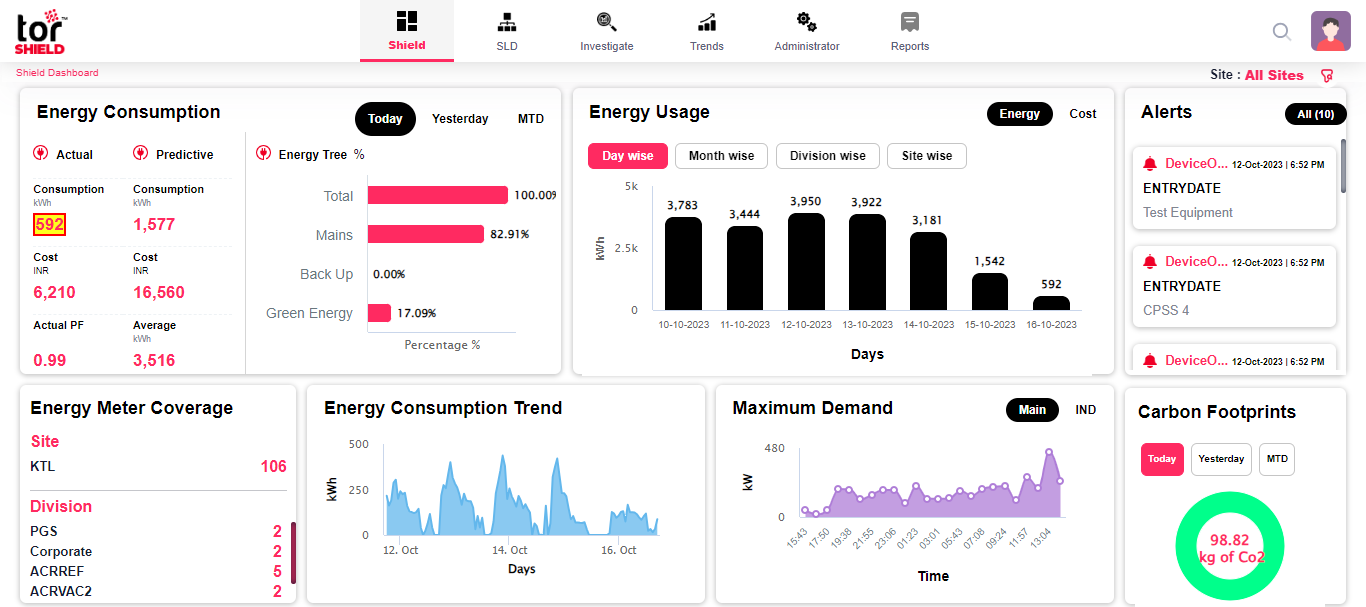 tor™
SHIELD
Shield
SLD
Investigate
Trends
Administrator
Reports
Shield Dashboard
Site : All Sites
Energy Consumption
Today
Yesterday
MTD
Actual
Predictive
Energy Tree %
Consumption
kWh
592
Consumption
kWh
1,577
Cost
INR
6,210
Cost
INR
16,560
Actual PF
0.99
Average
kWh
3,516
Total
100.00%
Mains
82.91%
Back Up
0.00%
Green Energy
17.09%
Percentage %
Energy Usage
Energy
Cost
Day wise
Month wise
Division wise
Site wise
5k
2.5k
0
kWh
3,783
3,444
3,950
3,922
3,181
1,542
592
10-10-2023
11-10-2023
12-10-2023
13-10-2023
14-10-2023
15-10-2023
16-10-2023
Days
Alerts
All (10)
DeviceO... 12-Oct-2023 | 6:52 PM
ENTRYDATE
Test Equipment
DeviceO... 12-Oct-2023 | 6:52 PM
ENTRYDATE
CPSS 4
DeviceO... 12-Oct-2023 | 6:52 PM
Energy Meter Coverage
Site
KTL 106
Division
PGS 2
Corporate 2
ACRREF 5
ACRVAC2 2
Energy Consumption Trend
500
250
0
kWh
12. Oct
14. Oct
16. Oct
Days
Maximum Demand
Main
IND
480
0
kW
15:43
17:50
19:38
21:55
23:06
01:23
03:01
05:43
07:08
09:24
11:57
13:04
Time
Carbon Footprints
Today
Yesterday
MTD
98.82
kg of Co2